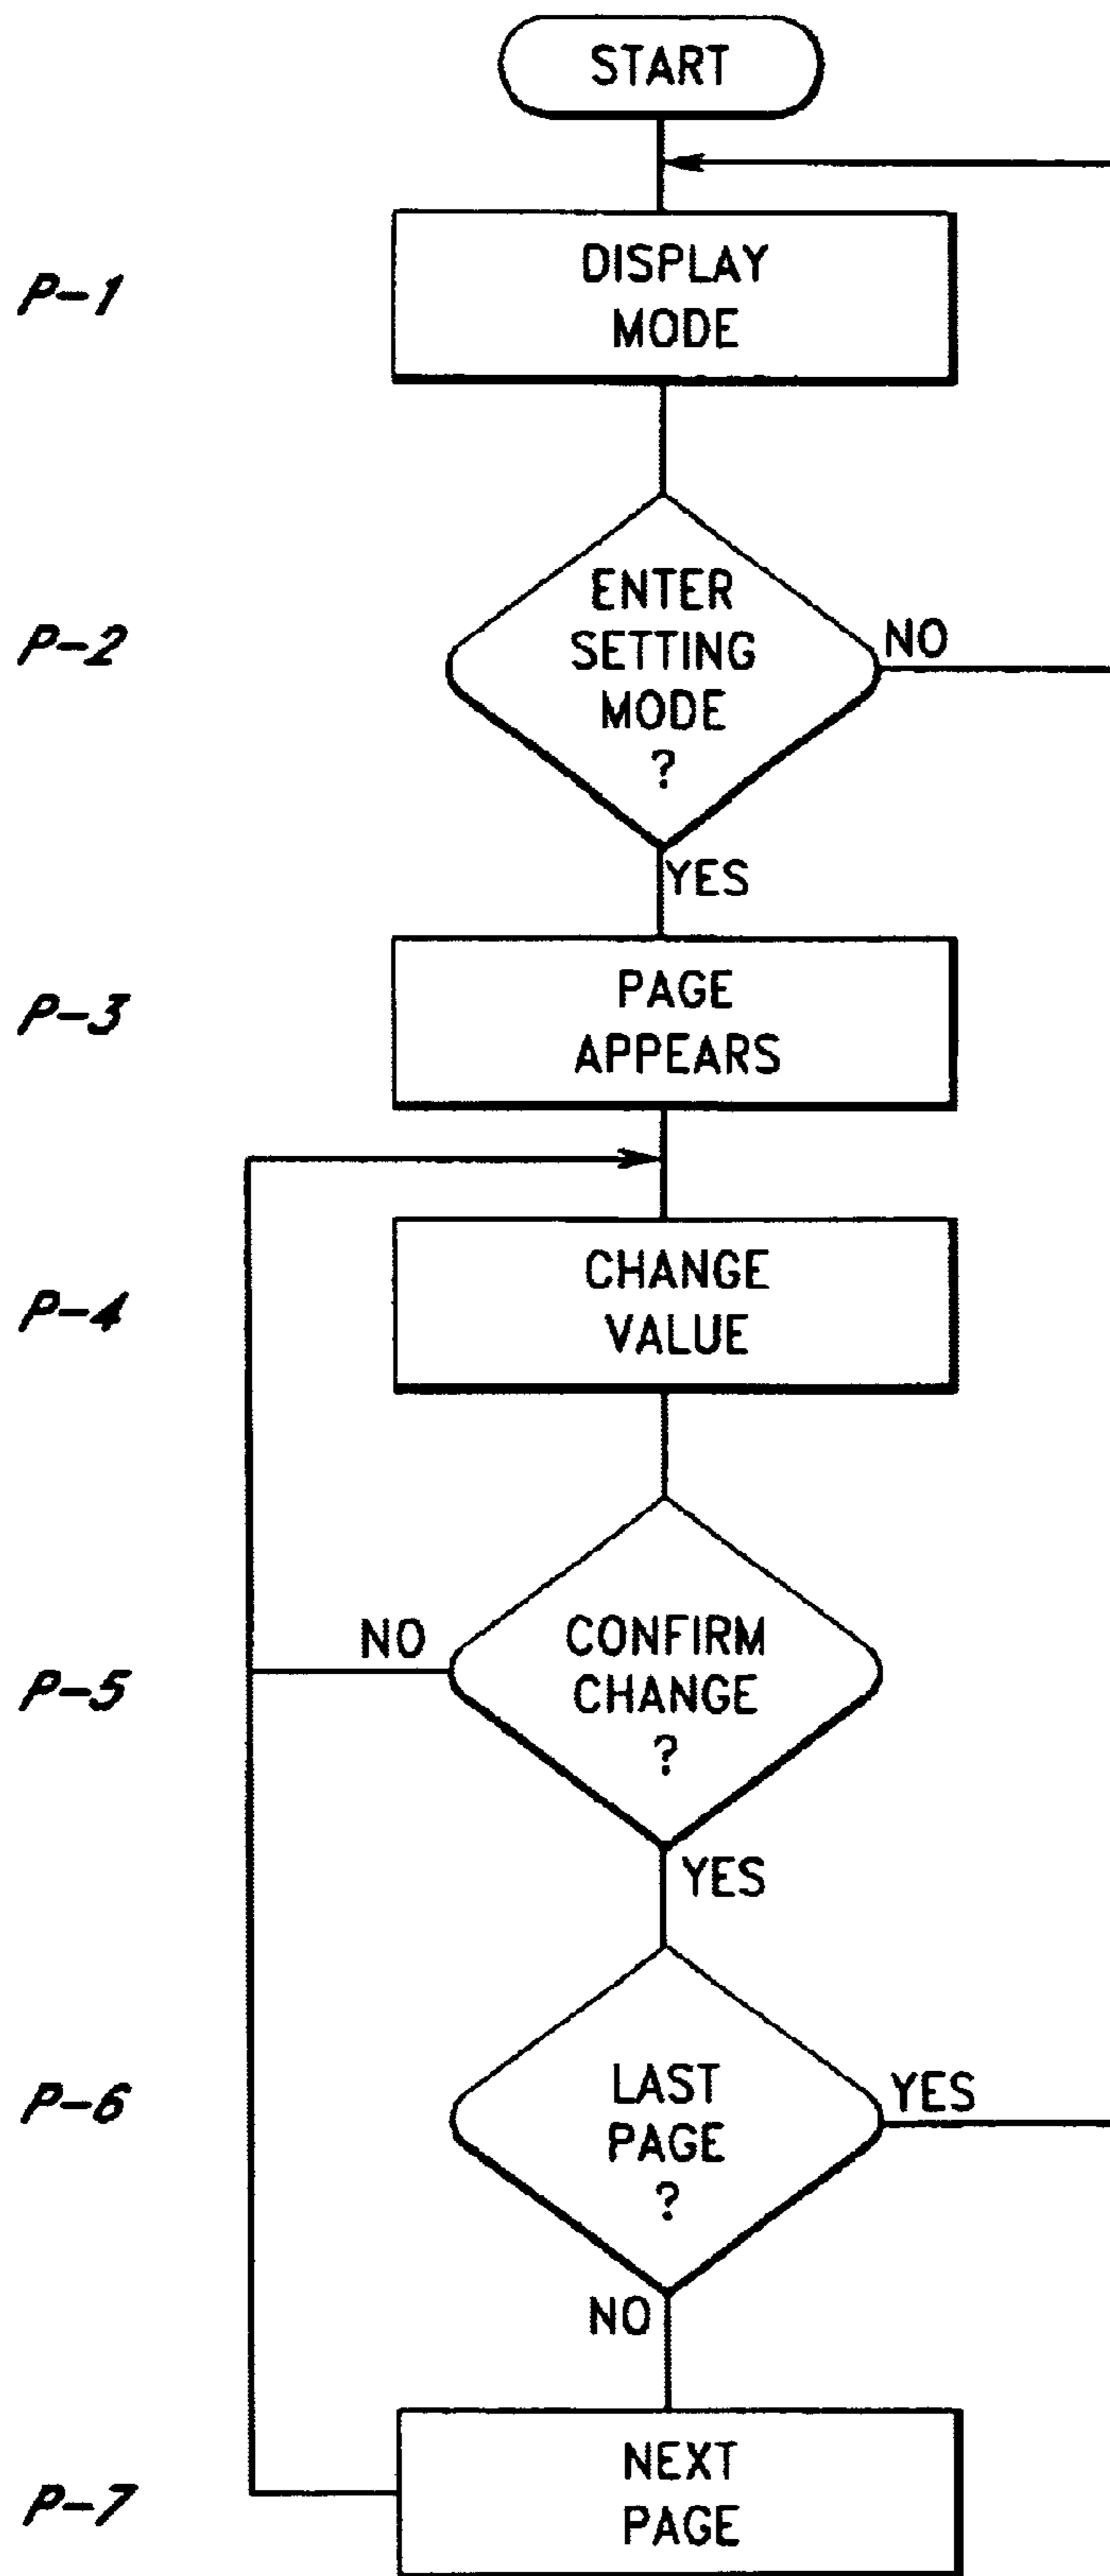 START
P-1
DISPLAY
MODE
P-2
ENTER
SETTING
MODE
?
NO
YES
P-3
PAGE
APPEARS
P-4
CHANGE
VALUE
P-5
NO
CONFIRM
CHANGE
?
YES
P-6
LAST
PAGE
?
YES
NO
P-7
NEXT
PAGE